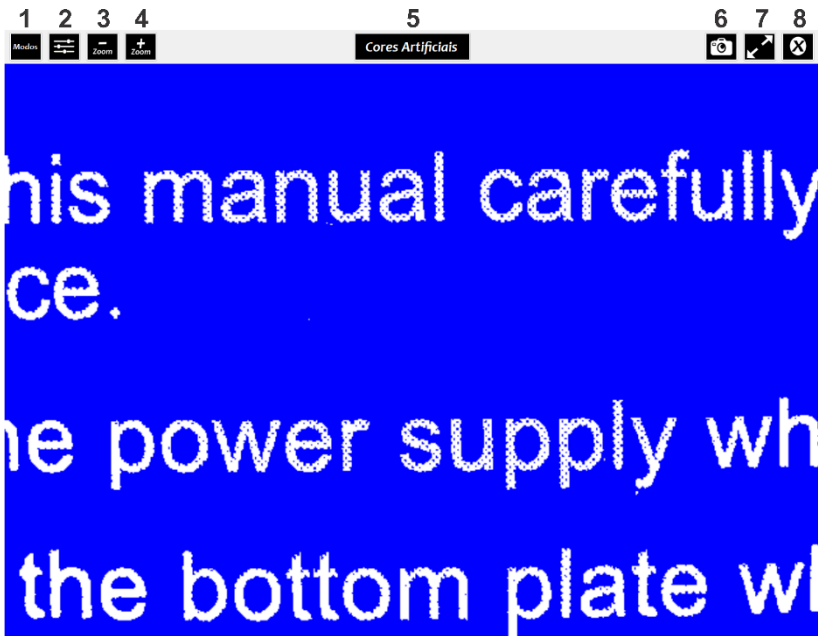 1 2 3 4 5 6 7 8
Modos Zoom Zoom Cores Artificiais
his manual carefully
ce.
e power supply wh
the bottom plate w